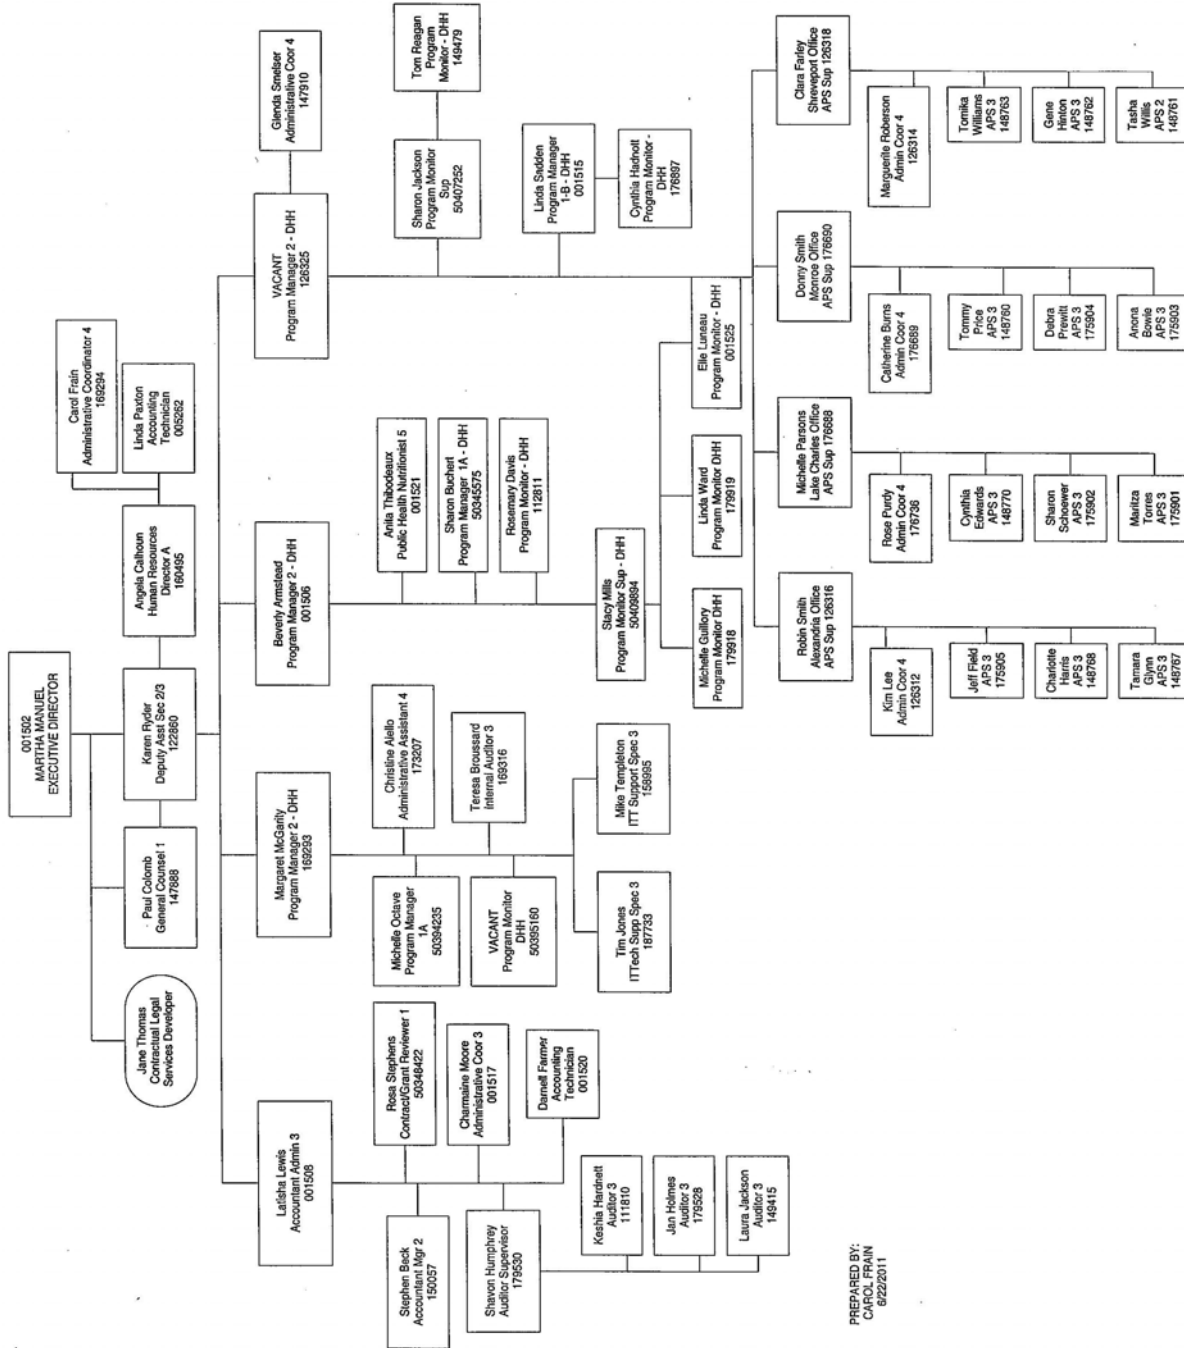 001502
MARTHA MANUEL
EXECUTIVE DIRECTOR
Jane Thomas
Contractual Legal
Services Developer
Paul Colomb
General Counsel 1
147888
Karen Ryder
Deputy Asst Sec 2/3
122860
Angela Calhoun
Human Resources
Director A
160495
Carol Frain
Administrative Coordinator 4
169294
Linda Paxton
Accounting
Technician
005262
Latisha Lewis
Accountant Admin 3
001508
Margaret McGarity
Program Manager 2 - DHH
169293
Beverly Armstead
Program Manager 2 - DHH
001506
VACANT
Program Manager 2 - DHH
126325
Glenda Smelser
Administrative Coor 4
147910
Stephen Beck
Accountant Mgr 2
150057
Rosa Stephens
Contract/Grant Reviewer 1
50348422
Shavon Humphrey
Auditor Supervisor
179530
Charmaine Moore
Administrative Coor 3
001517
Darnell Farmer
Accounting
Technician
001520
Keshia Hardnett
Auditor 3
111810
Jan Holmes
Auditor 3
179528
Laura Jackson
Auditor 3
149415
Michelle Octave
Program Manager
1A
50394235
Christine Aiello
Administrative Assistant 4
173207
VACANT
Program Monitor
DHH
50395160
Teresa Broussard
Internal Auditor 3
169316
Tim Jones
ITTech Supp Spec 3
187733
Mike Templeton
ITT Support Spec 3
158995
Anita Thibodeaux
Public Health Nutritionist 5
001521
Sharon Buchert
Program Manager 1A - DHH
50345575
Rosemary Davis
Program Monitor - DHH
112811
Stacy Mills
Program Monitor Sup - DHH
50409894
Michelle Guillory
Program Monitor DHH
179918
Linda Ward
Program Monitor DHH
179919
Elie Luneau
Program Monitor - DHH
001525
Sharon Jackson
Program Monitor
Sup
50407252
Tom Reagan
Program
Monitor - DHH
149479
Linda Sadden
Program Manager
1-B - DHH
001515
Cynthia Hadnott
Program Monitor -
DHH
176897
Robin Smith
Alexandria Office
APS Sup 126316
Kim Lee
Admin Coor 4
126312
Jeff Field
APS 3
175905
Charlotte
Harris
APS 3
148768
Tamara
Glynn
APS 3
148767
Michelle Parsons
Lake Charles Office
APS Sup 176688
Rose Purdy
Admin Coor 4
176736
Cynthia
Edwards
APS 3
148770
Sharon
Schoewer
APS 3
175902
Maritza
Torres
APS 3
175901
Donny Smith
Monroe Office
APS Sup 176690
Catherine Burns
Admin Coor 4
176689
Tommy
Price
APS 3
148760
Debra
Prewitt
APS 3
175904
Anona
Bowie
APS 3
175903
Clara Farley
Shreveport Office
APS Sup 126318
Marguerite Roberson
Admin Coor 4
126314
Tomika
Williams
APS 3
148763
Gene
Hinton
APS 3
148762
Tasha
Willis
APS 2
148761
PREPARED BY:
CAROL FRAIN
6/22/2011